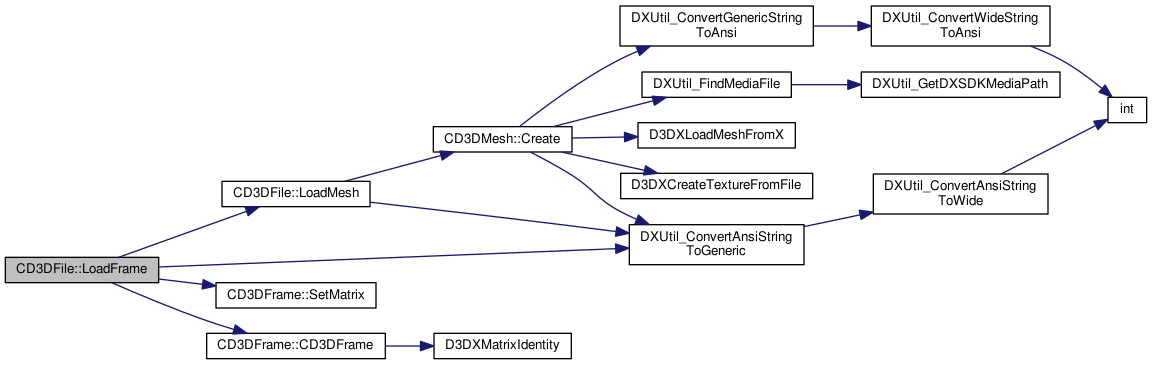 DXUtil_ConvertGenericString
ToAnsi
DXUtil_ConvertWideString
ToAnsi
DXUtil_FindMediaFile
DXUtil_GetDXSDKMediaPath
int
CD3DMesh::Create
D3DXLoadMeshFromX
D3DXCreateTextureFromFile
CD3DFile::LoadMesh
DXUtil_ConvertAnsiString
ToWide
DXUtil_ConvertAnsiString
ToGeneric
CD3DFile::LoadFrame
CD3DFrame::SetMatrix
CD3DFrame::CD3DFrame
D3DXMatrixIdentity